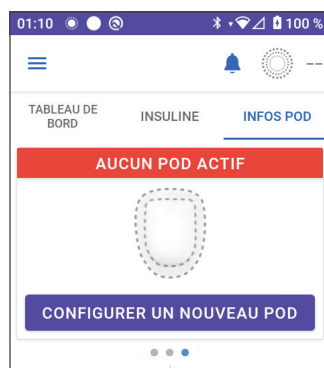 01:10 100 %
--
TABLEAU DE
BORD
INSULINE
INFOS POD
AUCUN POD ACTIF
CONFIGURER UN NOUVEAU POD